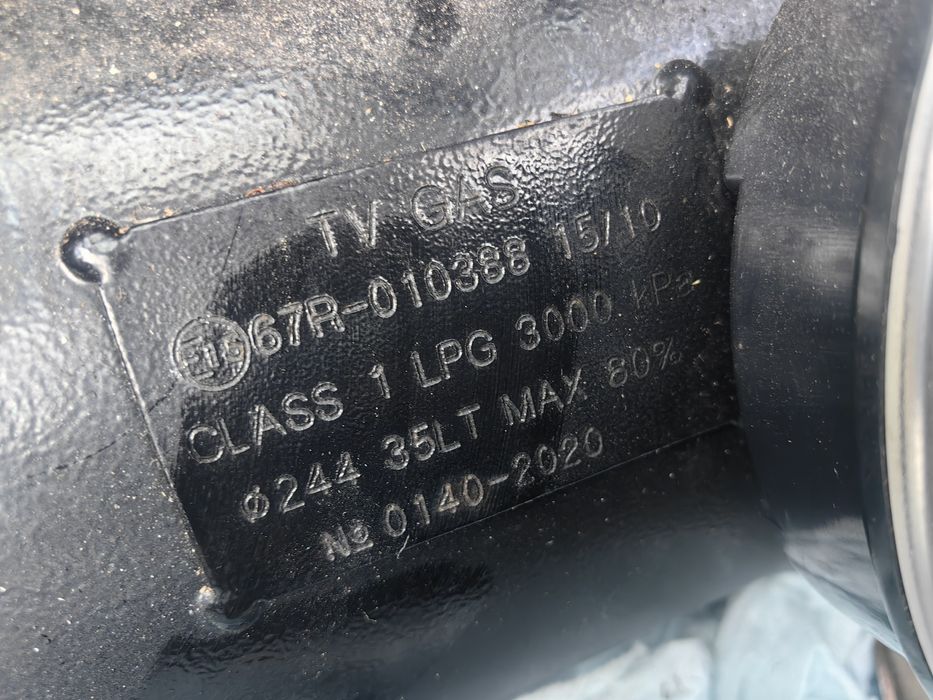 TV GAS
E19 67R-010388 15/10
CLASS 1 LPG 3000 kPa
ϕ244 35LT MAX 80%
№ 0140-2020